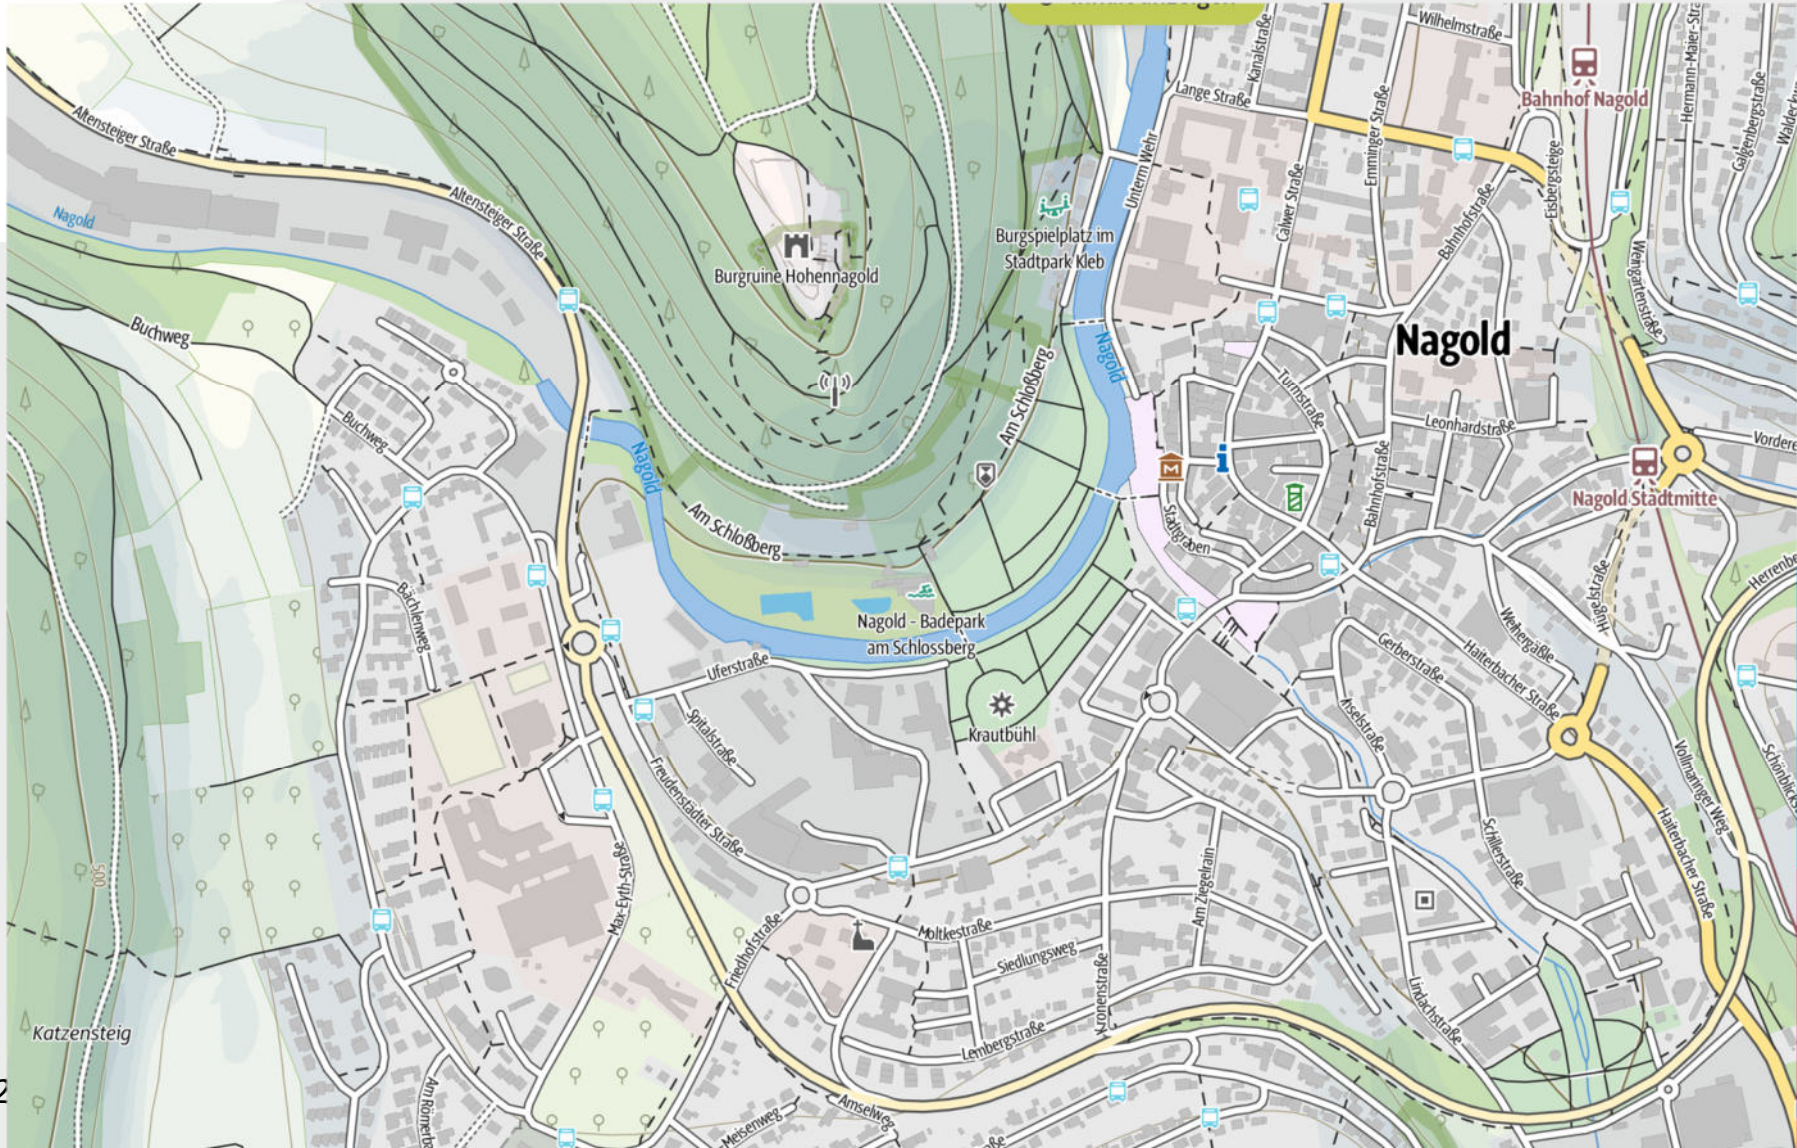 Wilhelmstraße
Kanalstraße
Lange Straße
Bahnhof Nagold
Galgenbergstraße
Altensteiger Straße
Emminger Straße
Unterm Wehr
Eisbergsteige
Nagold
Altensteiger Straße
Calwer Straße
Bahnhofstraße
Burgspielplatz im
Stadtpark Kleb
Burgruine Hohennagold
Weingartenstraße
Buchweg
Nagold
Nagold
Am Schloßberg
Turmstraße
Buchweg
Leonhardstraße
Vordere
Nagold
Bahnhofstraße
Nagold Stadtmitte
Am Schloßberg
Stadtgraben
Bächlenweg
Nagold - Badepark
am Schlossberg
Weihergäßle
Gerberstraße
Haiterbacher Straße
Uferstraße
Inselstraße
Spitalstraße
Krautbühl
Freudenstädter Straße
Vollmaringer Weg
Haiterbacher Straße
Schillerstraße
Max-Eyth-Straße
500
Am Ziegelrain
Friedhofstraße
Moltkestraße
Siedlungsweg
Kronenstraße
Lindachstraße
Katzensteig
Lembergstraße
Amselweg
Meisenweg
2